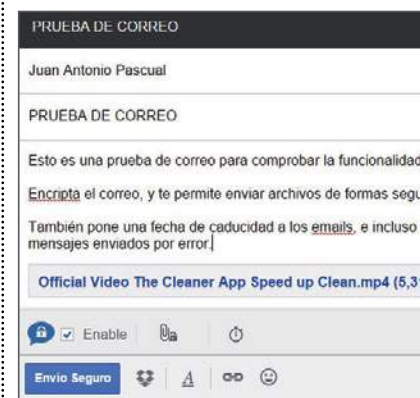 PRUEBA DE CORREO
Juan Antonio Pascual
PRUEBA DE CORREO
Esto es una prueba de correo para comprobar la funcionalidad
Encripta el correo, y te permite enviar archivos de formas segu
También pone una fecha de caducidad a los emails, e incluso
mensajes enviados por error.
Official Video The Cleaner App Speed up Clean.mp4 (5,3
Enable
Envío Seguro A